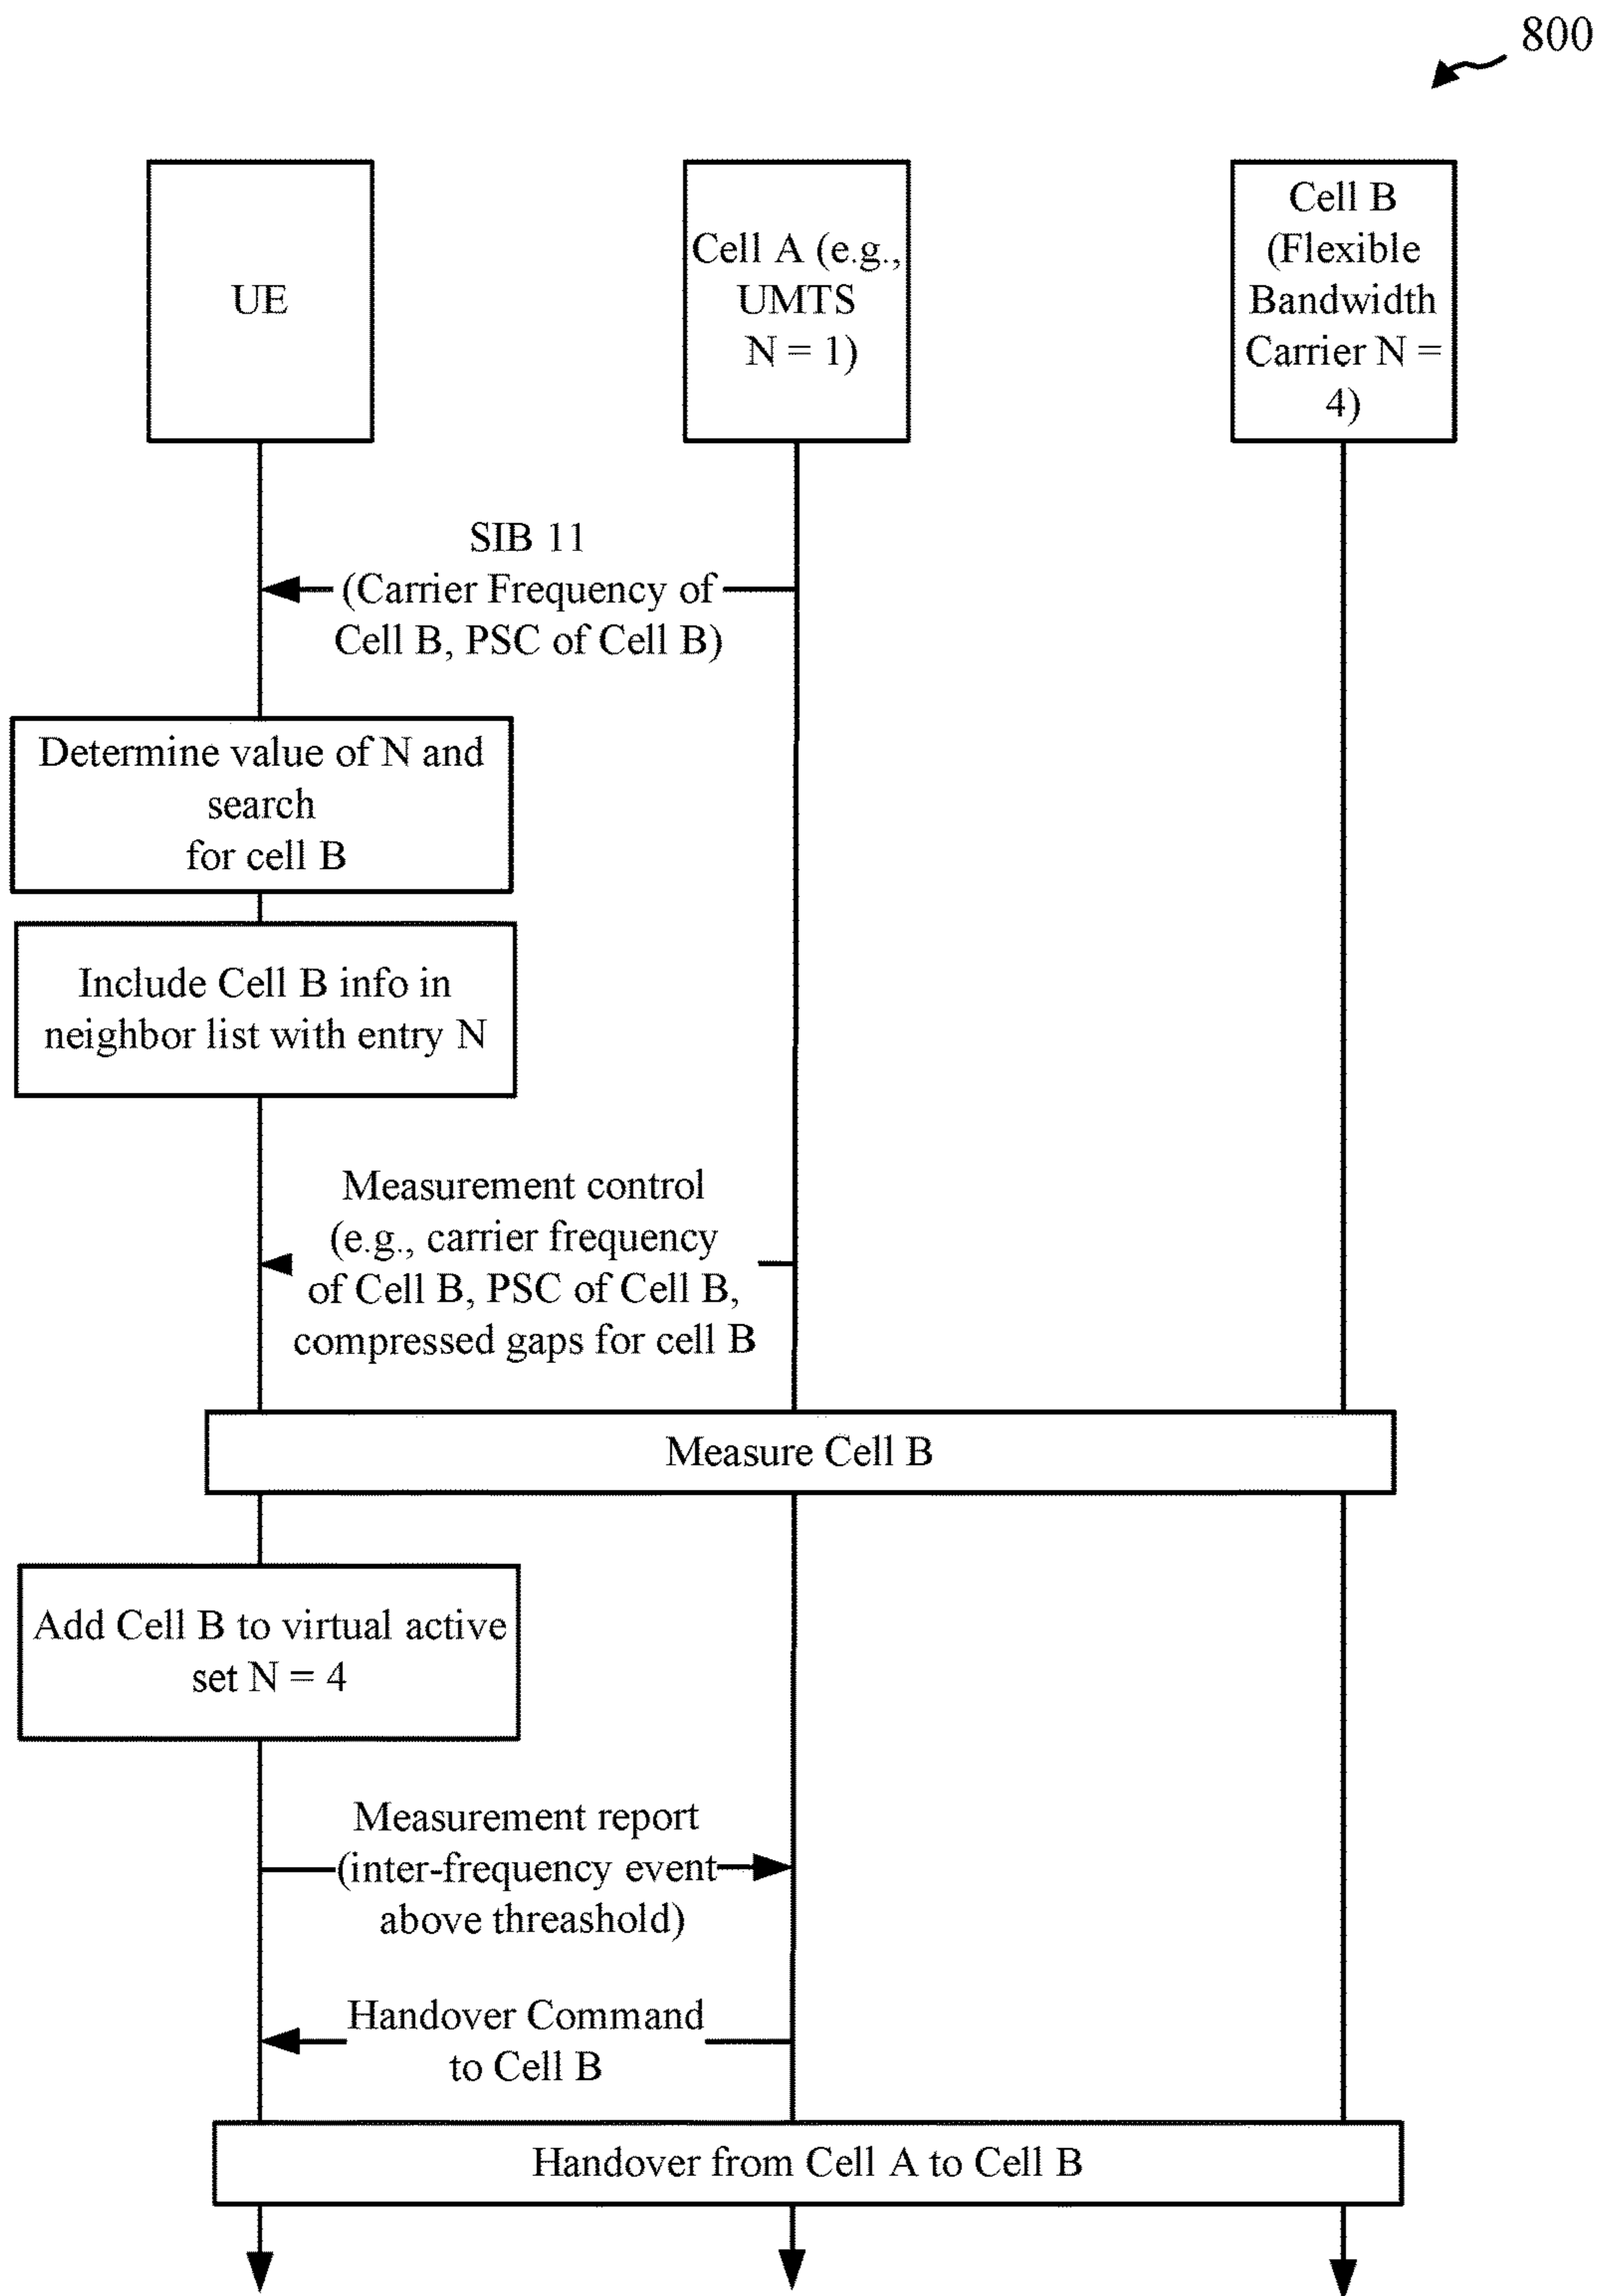 800
UE
Cell A (e.g.,
UMTS
N = 1)
Cell B
(Flexible
Bandwidth
Carrier N =
4)
SIB 11
(Carrier Frequency of
Cell B, PSC of Cell B)
Determine value of N and
search
for cell B
Include Cell B info in
neighbor list with entry N
Measurement control
(e.g., carrier frequency
of Cell B, PSC of Cell B,
compressed gaps for cell B
Measure Cell B
Add Cell B to virtual active
set N = 4
Measurement report
(inter-frequency event
above threashold)
Handover Command
to Cell B
Handover from Cell A to Cell B